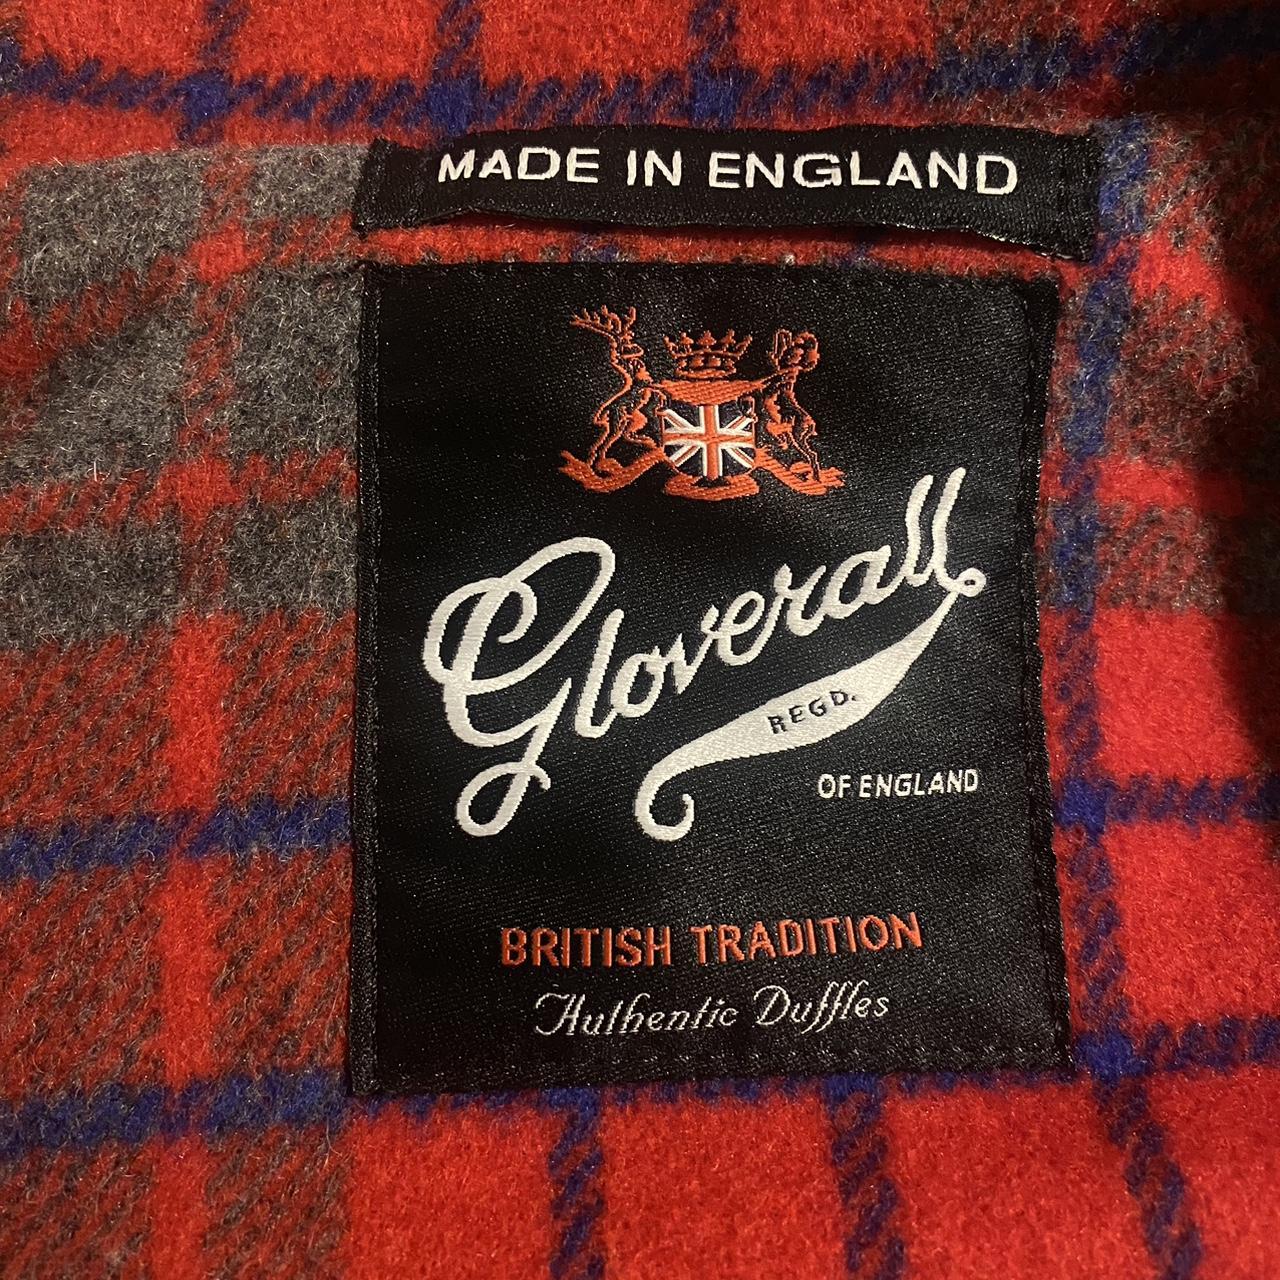 MADE IN ENGLAND
Gloverall
REGD.
OF ENGLAND
BRITISH TRADITION
Authentic Duffles